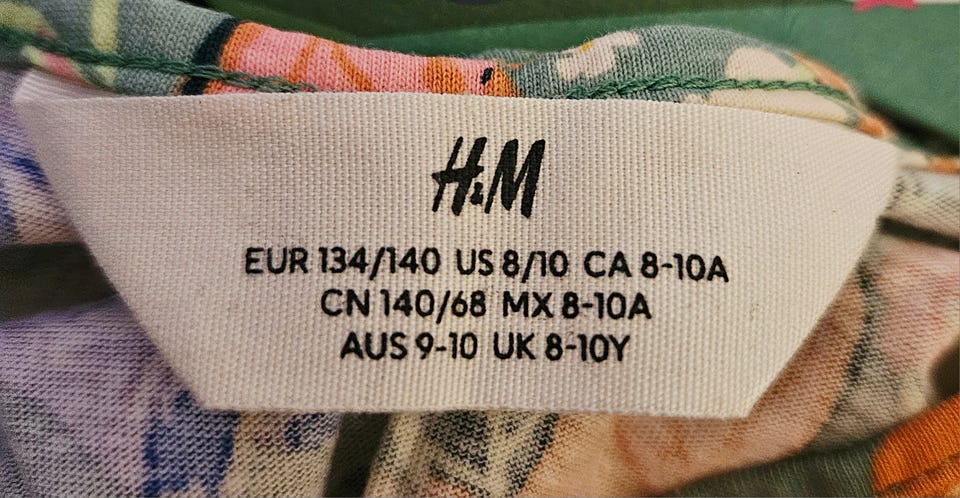 H&M
EUR 134/140 US 8/10 CA 8-10A
CN 140/68 MX 8-10A
AUS 9-10 UK 8-10Y